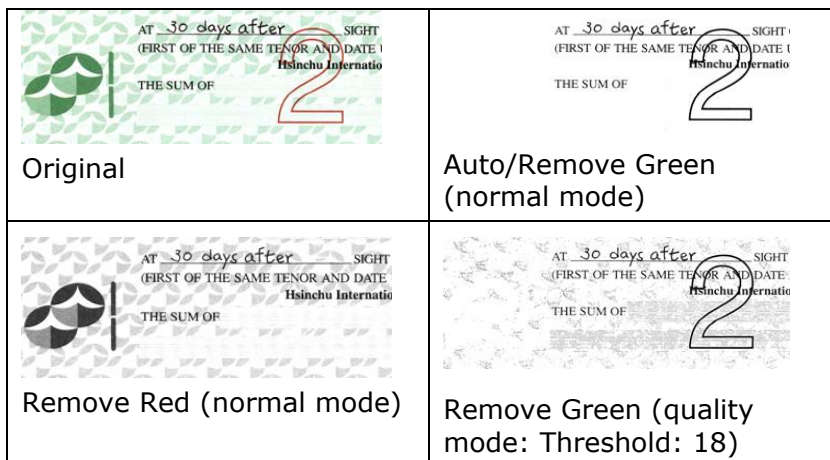 AT 30 days after SIGHT
(FIRST OF THE SAME TENOR AND DATE
Hsinchu Internatio
THE SUM OF
2
Original
AT 30 days after SIGHT
(FIRST OF THE SAME TENOR AND DATE
Hsinchu Internatio
THE SUM OF
2
Auto/Remove Green
(normal mode)
AT 30 days after SIGHT
(FIRST OF THE SAME TENOR AND DATE
Hsinchu Internatio
THE SUM OF
Remove Red (normal mode)
AT 30 days after SIGHT
(FIRST OF THE SAME TENOR AND DATE
Hsinchu Internatio
THE SUM OF
2
Remove Green (quality
mode: Threshold: 18)